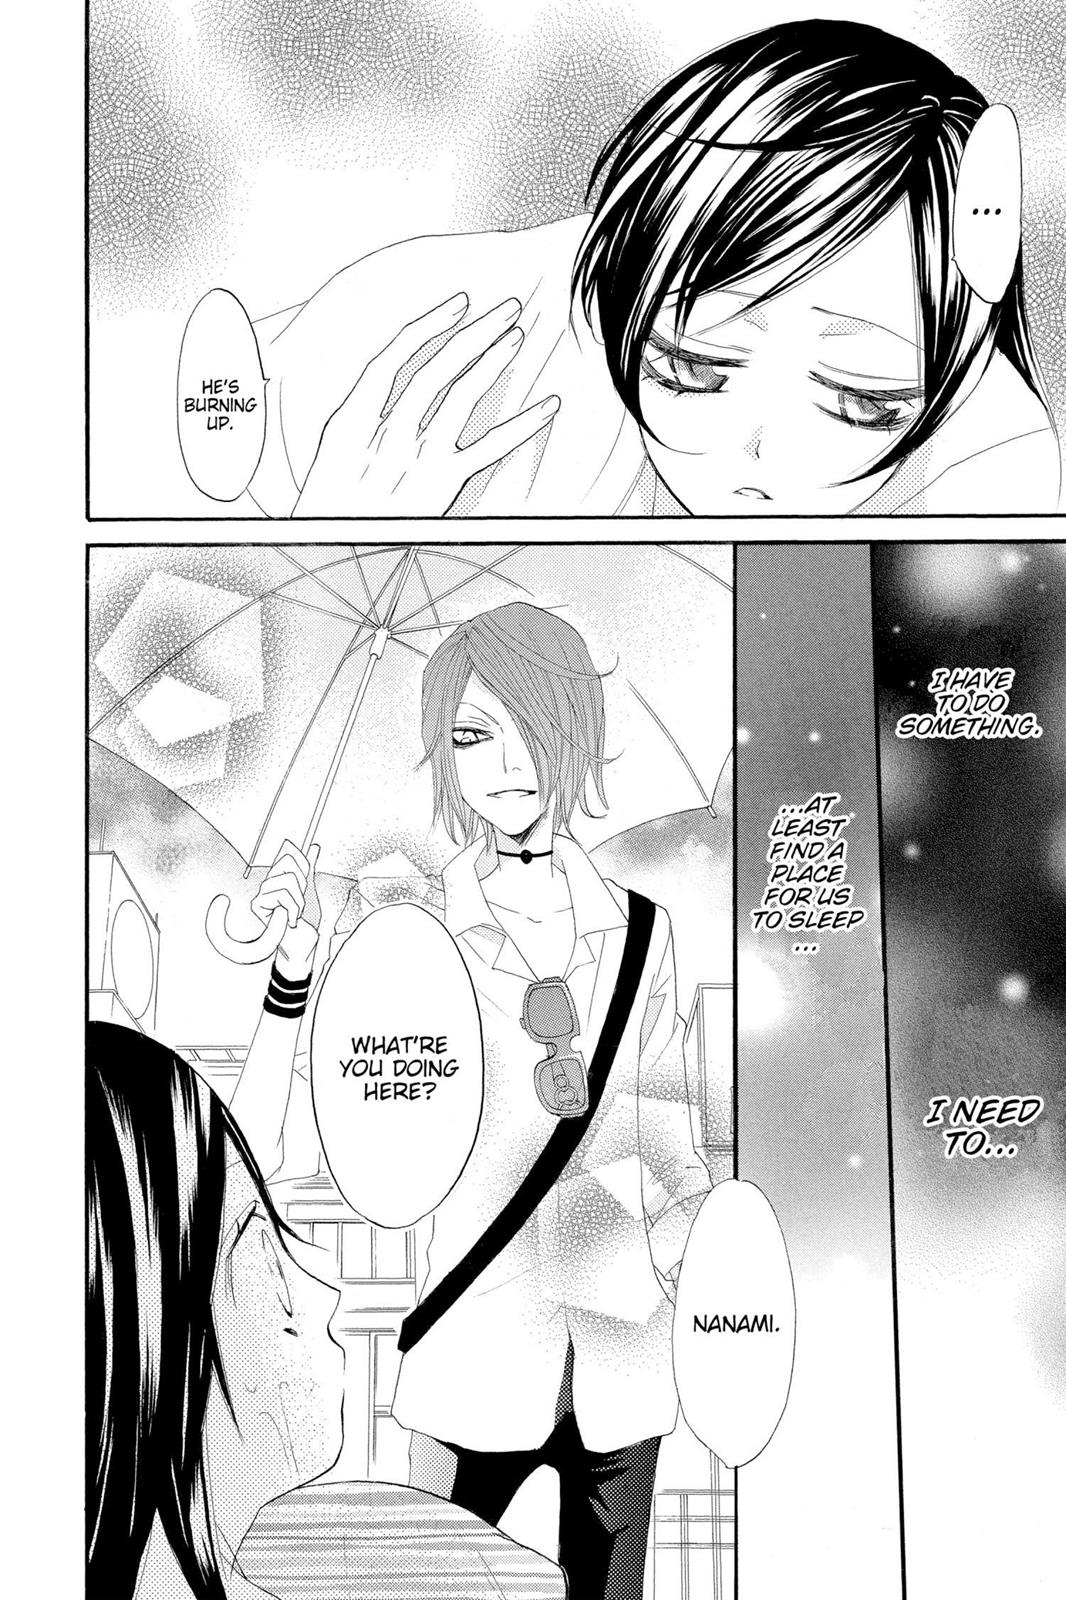 ...
HE'S
BURNING
UP.
I HAVE
TO DO
SOMETHING.
I NEED
TO...
...AT
LEAST
FIND A
PLACE
FOR US
TO SLEEP
...
NANAMI.
WHAT'RE
YOU DOING
HERE?